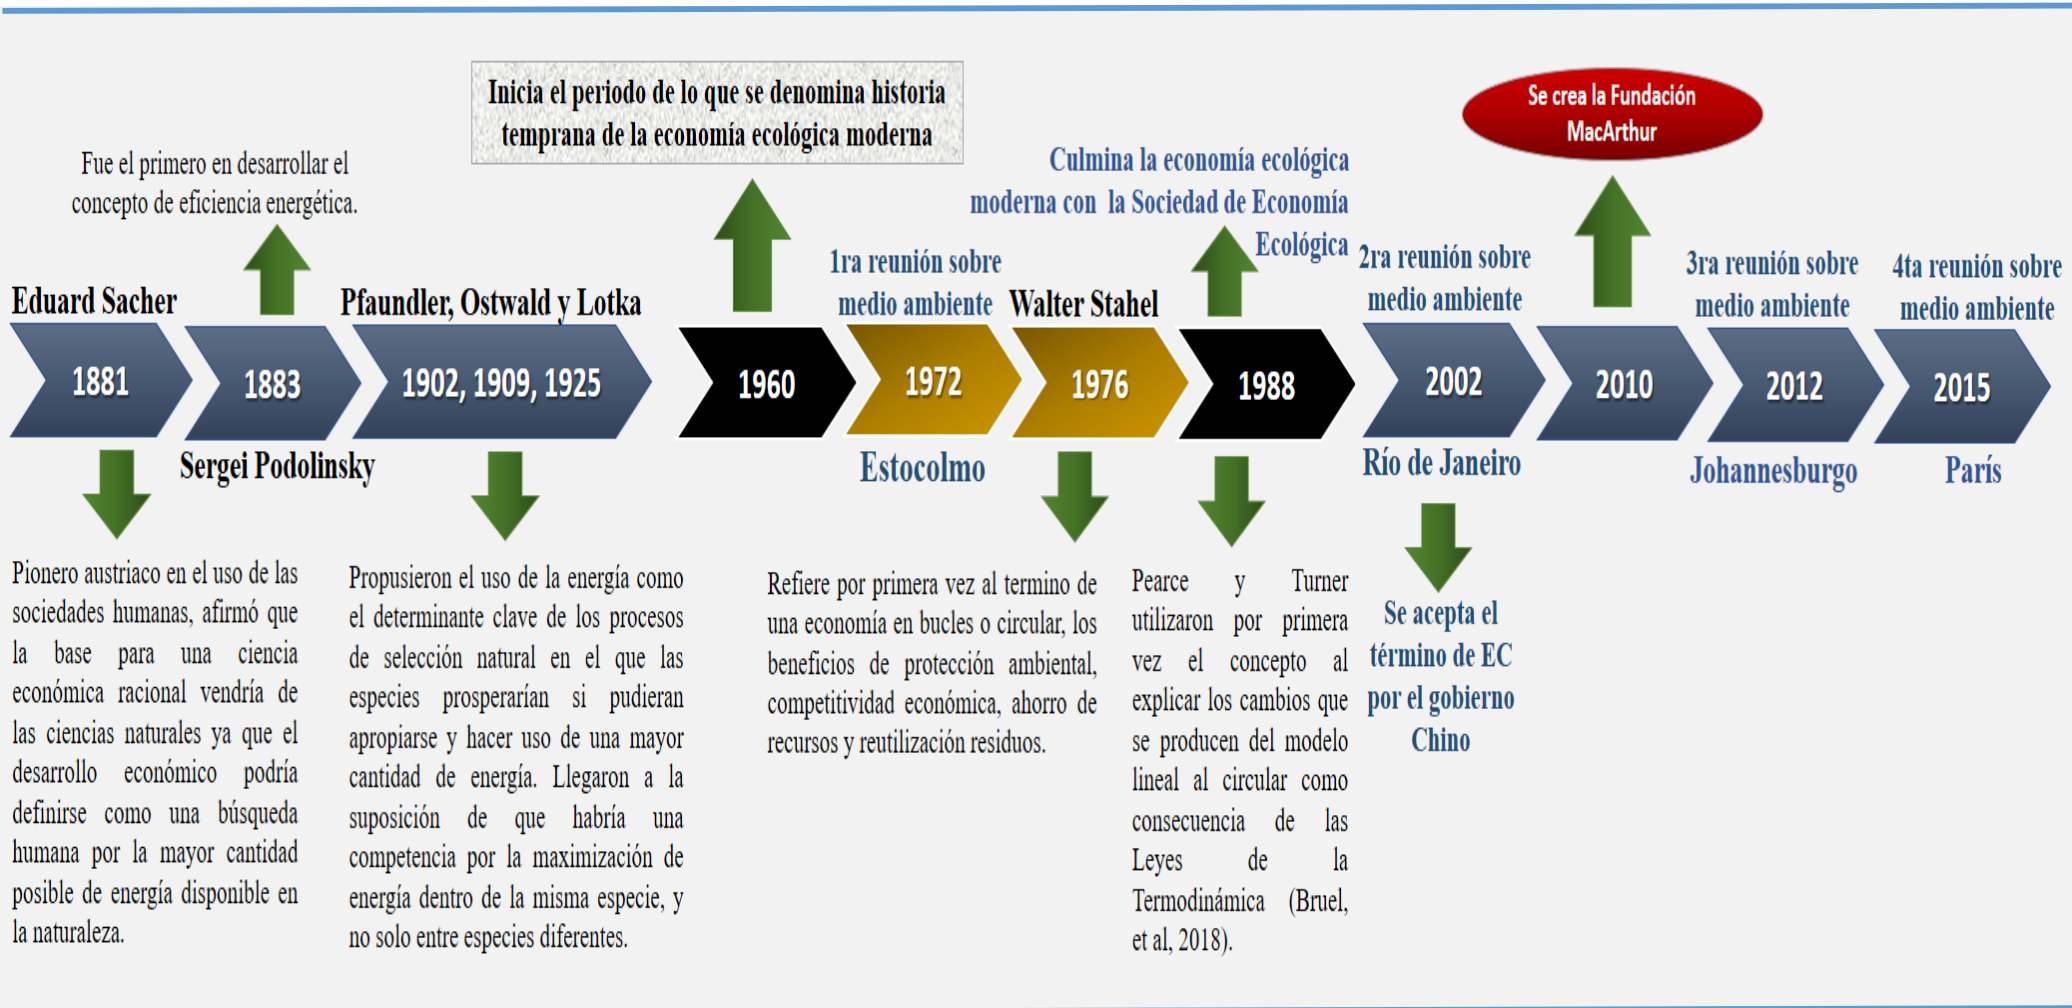 Inicia el periodo de lo que se denomina historia
temprana de la economía ecológica moderna
Se crea la Fundación
MacArthur
Fue el primero en desarrollar el
concepto de eficiencia energética.
Culmina la economía ecológica
moderna con la Sociedad de Economía
Ecológica
Eduard Sacher
Pfaundler, Ostwald y Lotka
1ra reunión sobre
medio ambiente
Walter Stahel
2ra reunión sobre
medio ambiente
3ra reunión sobre
medio ambiente
4ta reunión sobre
medio ambiente
1881
1883
1902, 1909, 1925
1960
1972
1976
1988
2002
2010
2012
2015
Sergei Podolinsky
Estocolmo
Río de Janeiro
Johannesburgo
París
Pionero austriaco en el uso de las
sociedades humanas, afirmó que
la base para una ciencia
económica racional vendría de
las ciencias naturales ya que el
desarrollo económico podría
definirse como una búsqueda
humana por la mayor cantidad
posible de energía disponible en
la naturaleza.
Propusieron el uso de la energía como
el determinante clave de los procesos
de selección natural en el que las
especies prosperarían si pudieran
apropiarse y hacer uso de una mayor
cantidad de energía. Llegaron a la
suposición de que habría una
competencia por la maximización de
energía dentro de la misma especie, y
no solo entre especies diferentes.
Refiere por primera vez al termino de
una economía en bucles o circular, los
beneficios de protección ambiental,
competitividad económica, ahorro de
recursos y reutilización residuos.
Pearce y Turner
utilizaron por primera
vez el concepto al
explicar los cambios que
se producen del modelo
lineal al circular como
consecuencia de las
Leyes de la
Termodinámica (Bruel,
et al, 2018).
Se acepta el
término de EC
por el gobierno
Chino